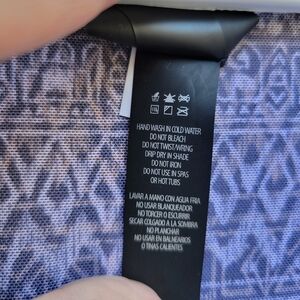 HAND WASH IN COLD WATER
DO NOT BLEACH
DO NOT TWIST/WRING
DRIP DRY IN SHADE
DO NOT IRON
DO NOT USE IN SPAS
OR HOT TUBS
LAVAR A MANO CON AGUA FRIA
NO USAR BLANQUEADOR
NO TORCER O ESCURRIR
SECAR COLGADO A LA SOMBRA
NO PLANCHAR
NO USAR EN BALNEARIOS
O TINAS CALIENTES